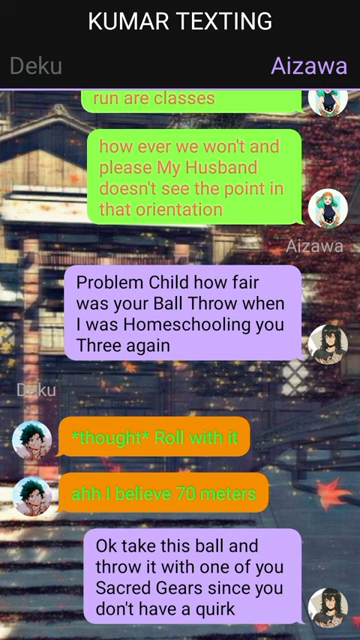 KUMAR TEXTING
Deku
Aizawa
run are classes
how ever we won't and
please My Husband
doesn't see the point in
that orientation
Aizawa
Problem Child how fair
was your Ball Throw when
I was Homeschooling you
Three again
Deku
*thought* Roll with it
ahh I believe 70 meters
Ok take this ball and
throw it with one of you
Sacred Gears since you
don't have a quirk